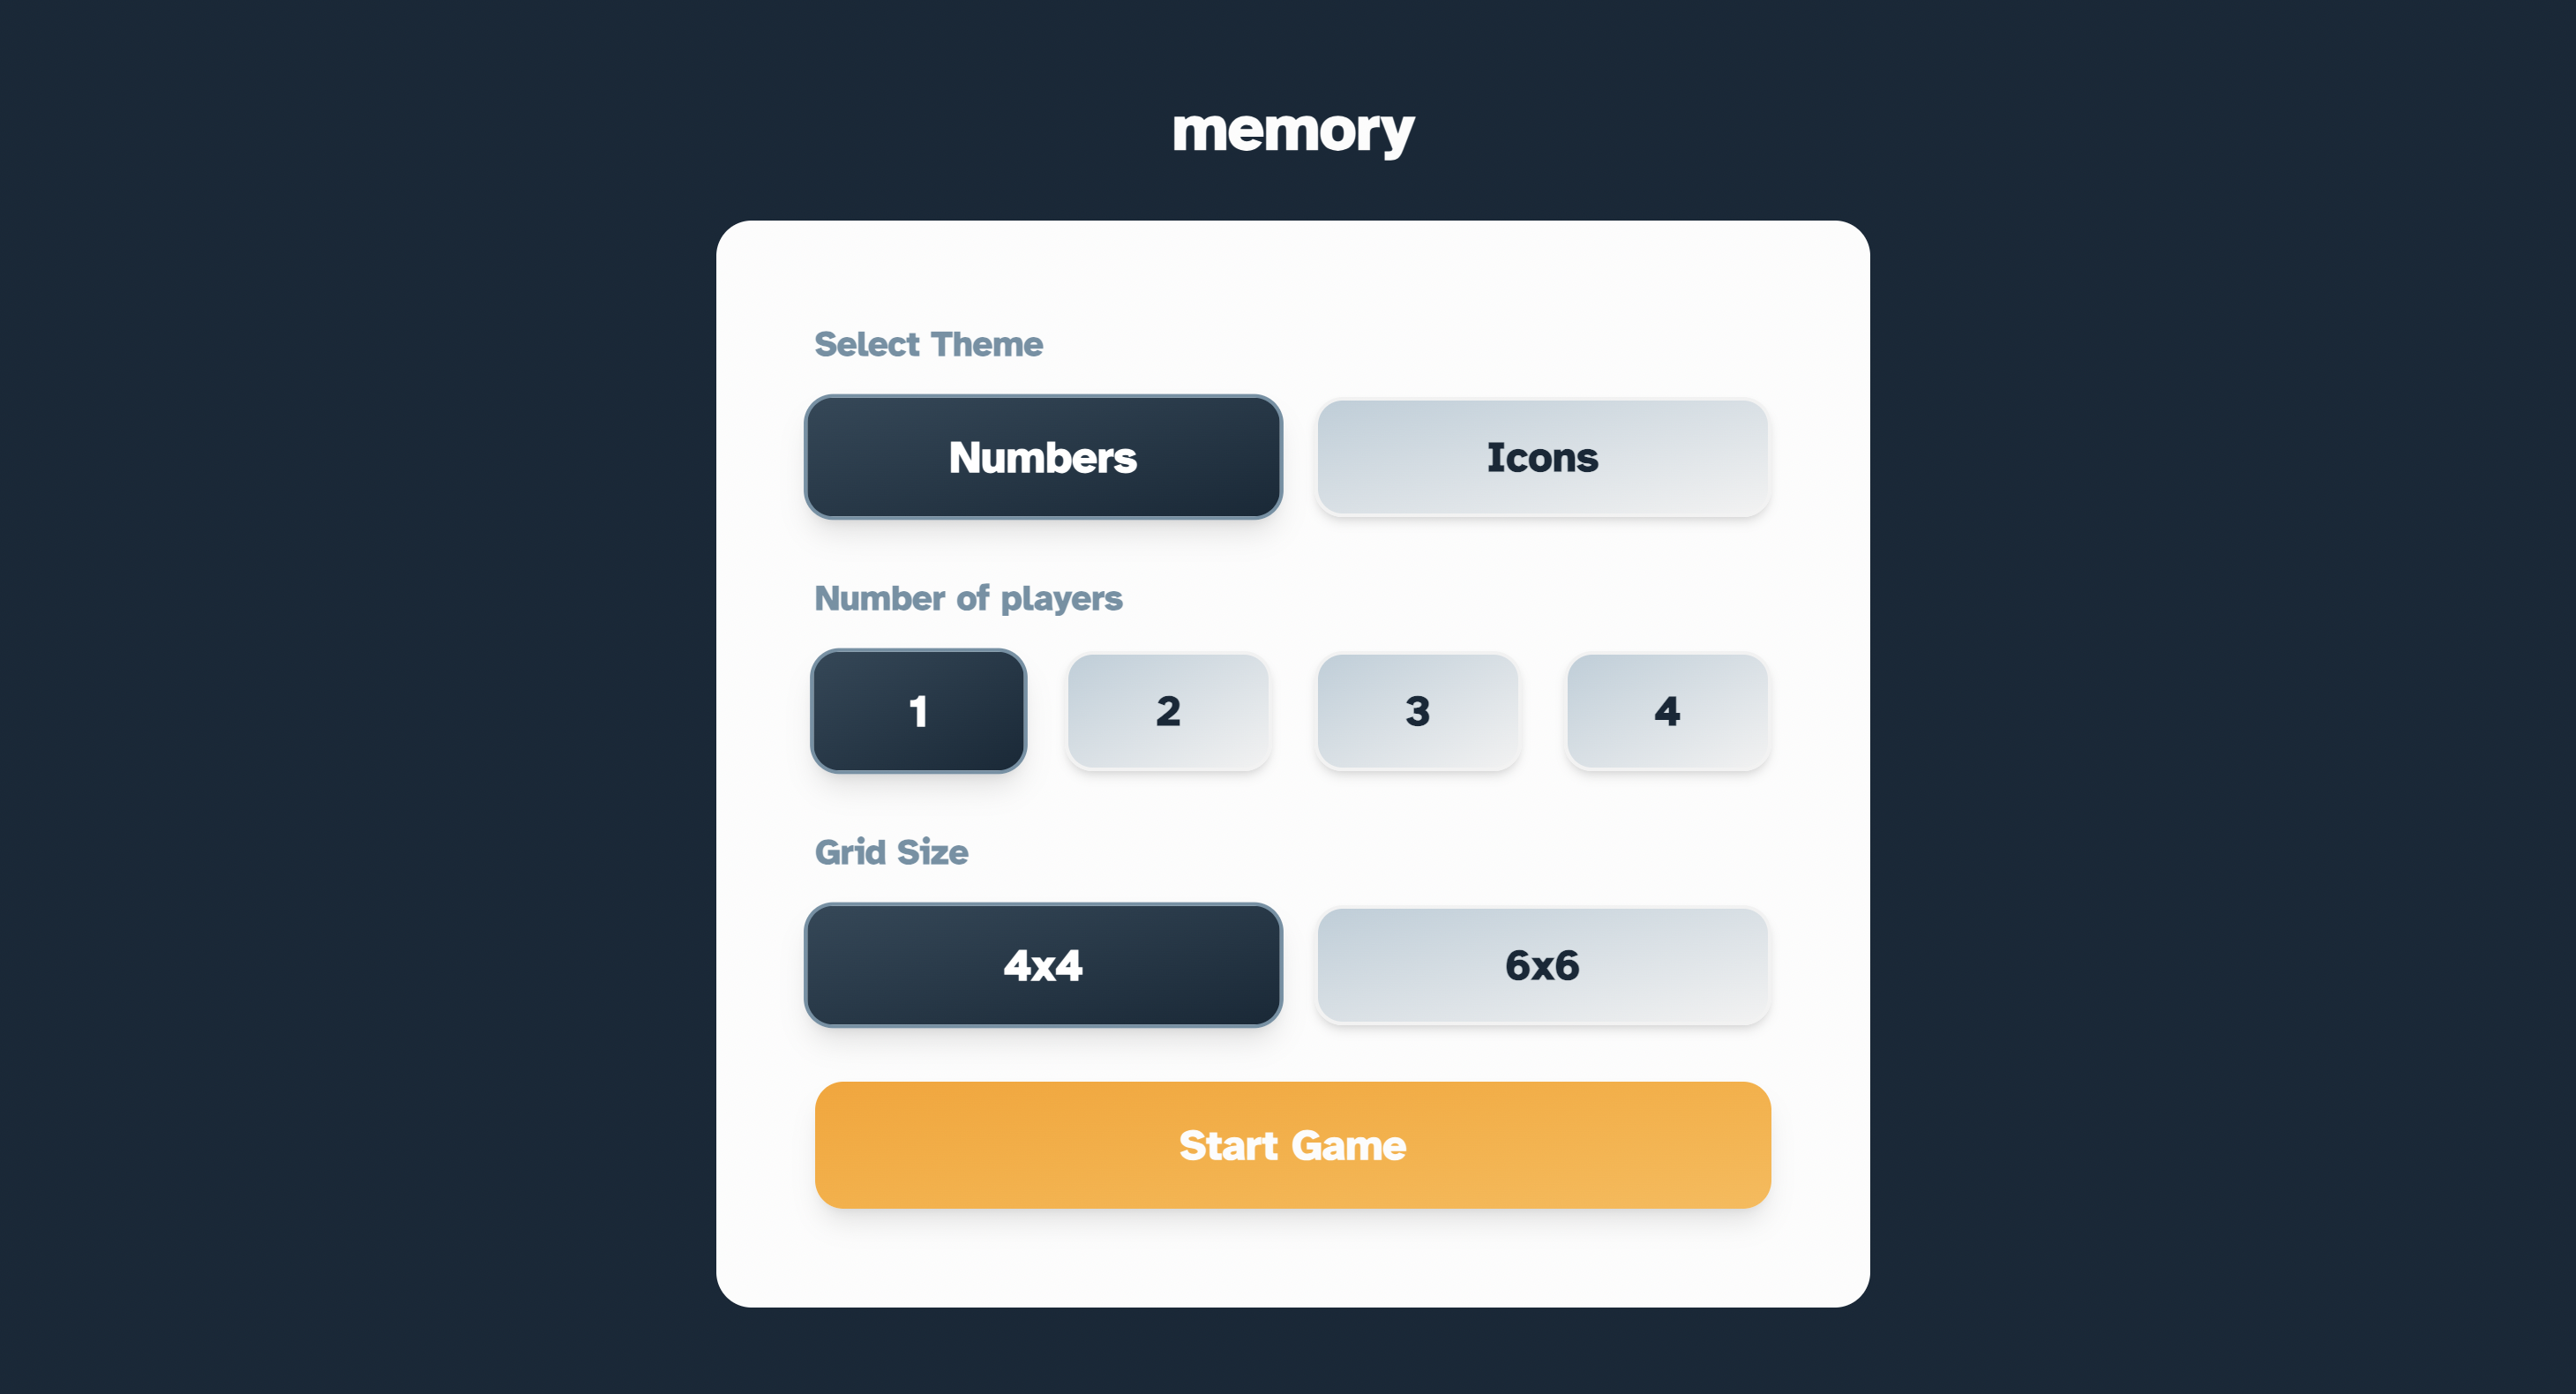 memory
Select Theme
Numbers Icons
Number of players
1 2 3 4
Grid Size
4x4 6x6
Start Game